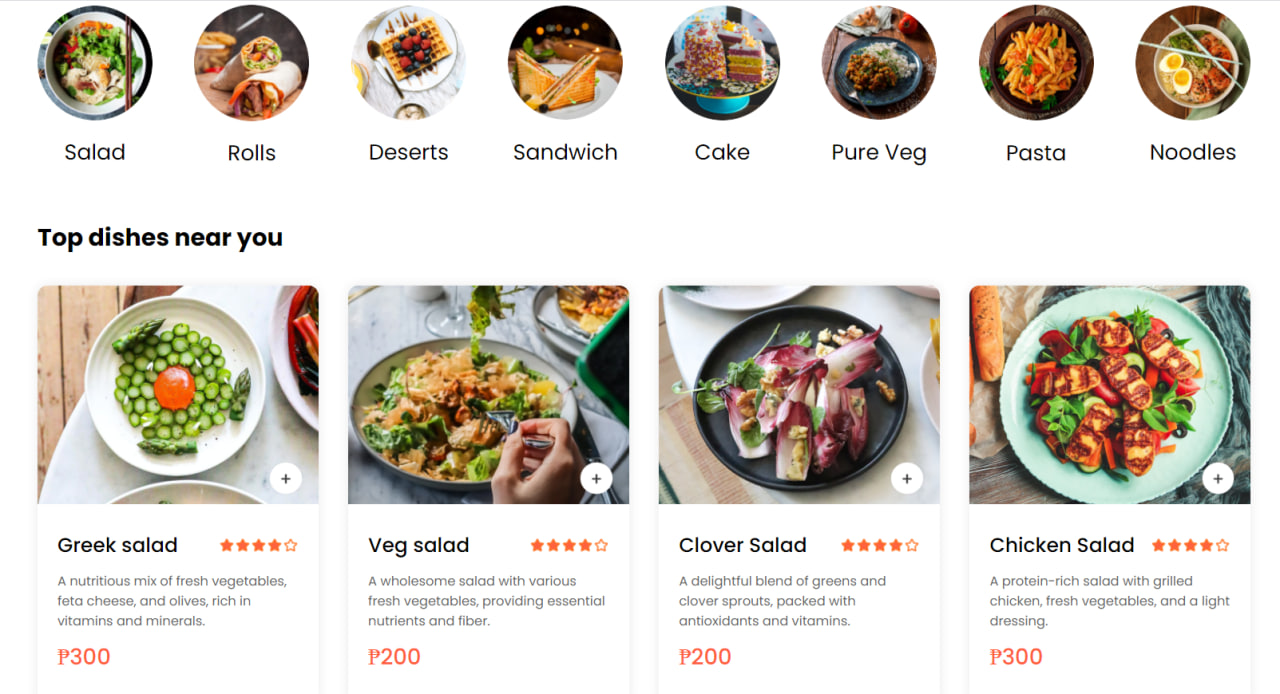 Salad
Rolls
Deserts
Sandwich
Cake
Pure Veg
Pasta
Noodles
Top dishes near you
+
+
+
+
Greek salad
A nutritious mix of fresh vegetables,
feta cheese, and olives, rich in
vitamins and minerals.
₱300
Veg salad
A wholesome salad with various
fresh vegetables, providing essential
nutrients and fiber.
₱200
Clover Salad
A delightful blend of greens and
clover sprouts, packed with
antioxidants and vitamins.
₱200
Chicken Salad
A protein-rich salad with grilled
chicken, fresh vegetables, and a light
dressing.
₱300